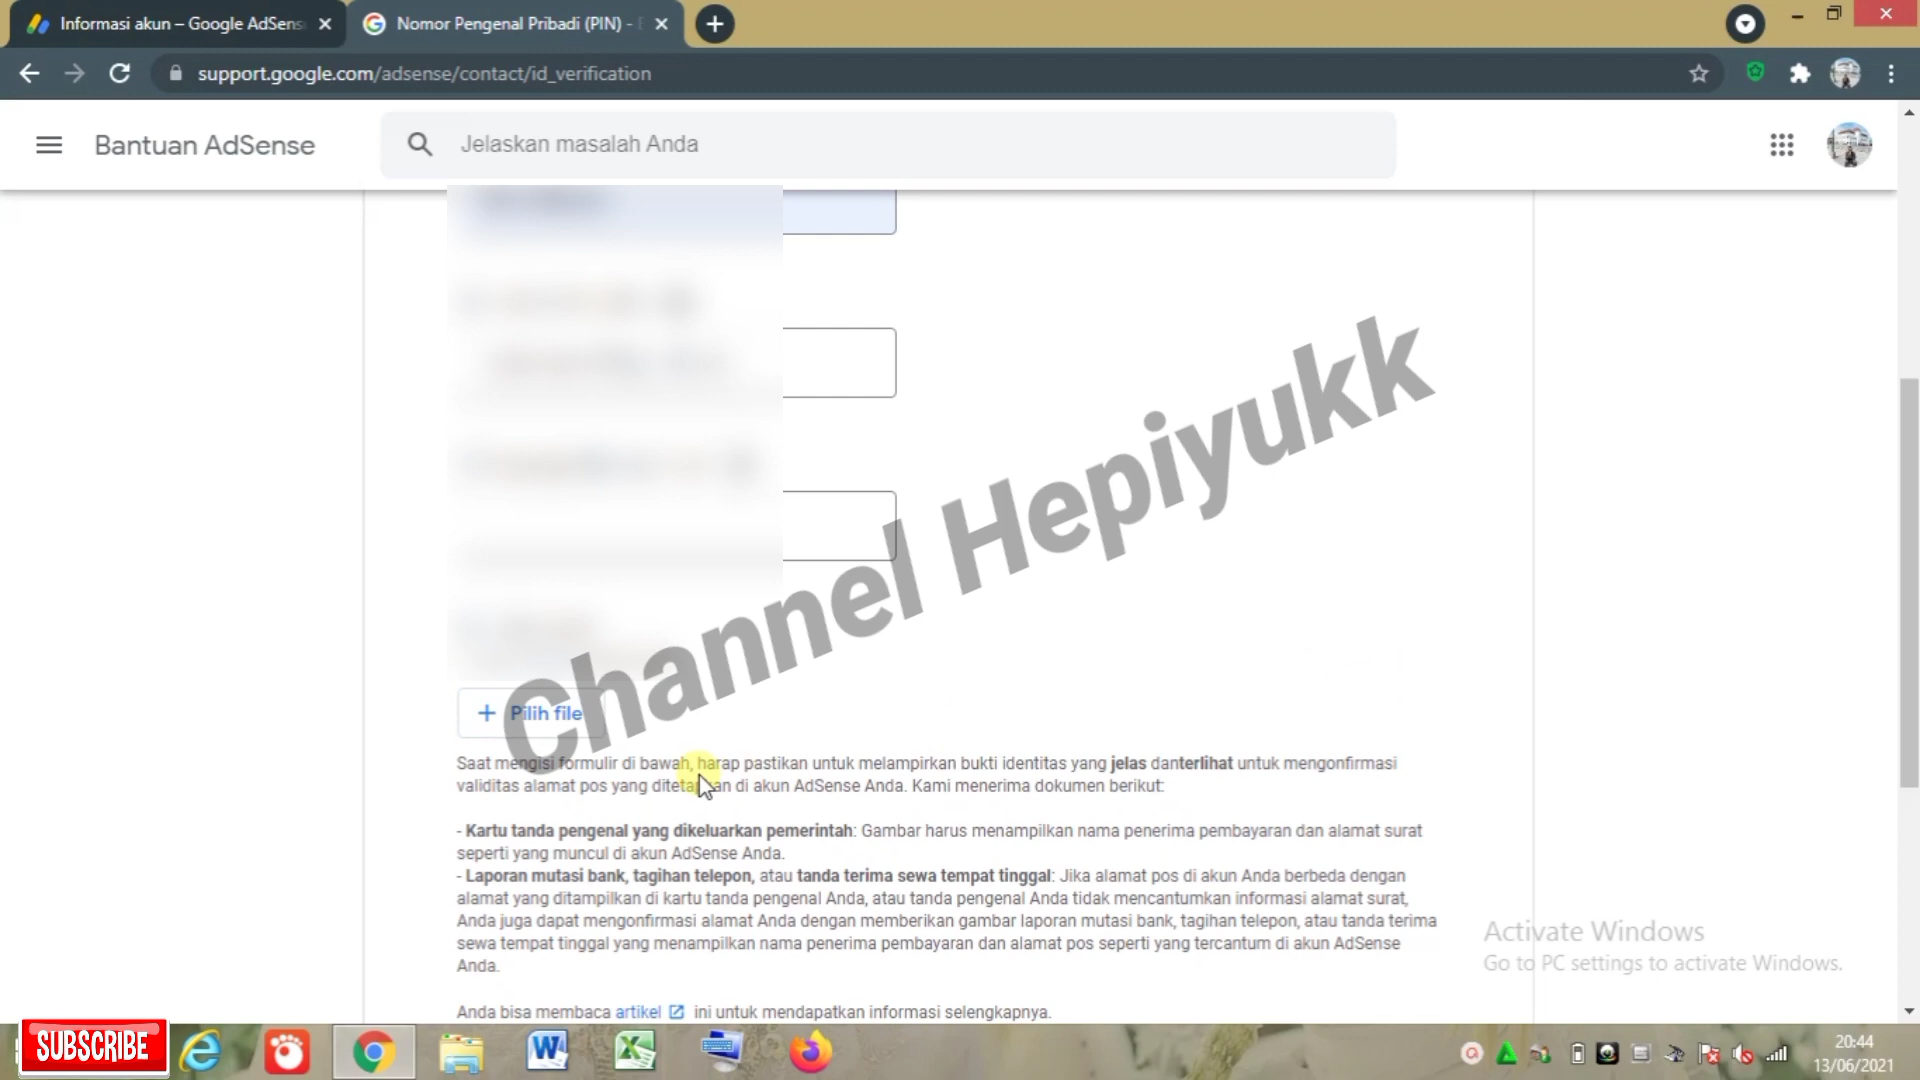 Informasi akun – Google AdSens
Nomor Pengenal Pribadi (PIN) -
support.google.com/adsense/contact/id_verification
Bantuan AdSense
Jelaskan masalah Anda
Channel Hepiyukk
Pilih file
Saat mengisi formulir di bawah, harap pastikan untuk melampirkan bukti identitas yang jelas danterlihat untuk mengonfirmasi
validitas alamat pos yang ditetapkan di akun AdSense Anda. Kami menerima dokumen berikut:
- Kartu tanda pengenal yang dikeluarkan pemerintah: Gambar harus menampilkan nama penerima pembayaran dan alamat surat
seperti yang muncul di akun AdSense Anda.
- Laporan mutasi bank, tagihan telepon, atau tanda terima sewa tempat tinggal: Jika alamat pos di akun Anda berbeda dengan
alamat yang ditampilkan di kartu tanda pengenal Anda, atau tanda pengenal Anda tidak mencantumkan informasi alamat surat,
Anda juga dapat mengonfirmasi alamat Anda dengan memberikan gambar laporan mutasi bank, tagihan telepon, atau tanda terima
sewa tempat tinggal yang menampilkan nama penerima pembayaran dan alamat pos seperti yang tercantum di akun AdSense
Anda.
Anda bisa membaca artikel ini untuk mendapatkan informasi selengkapnya.
Activate Windows
Go to PC settings to activate Windows.
SUBSCRIBE
20:44
13/06/2021